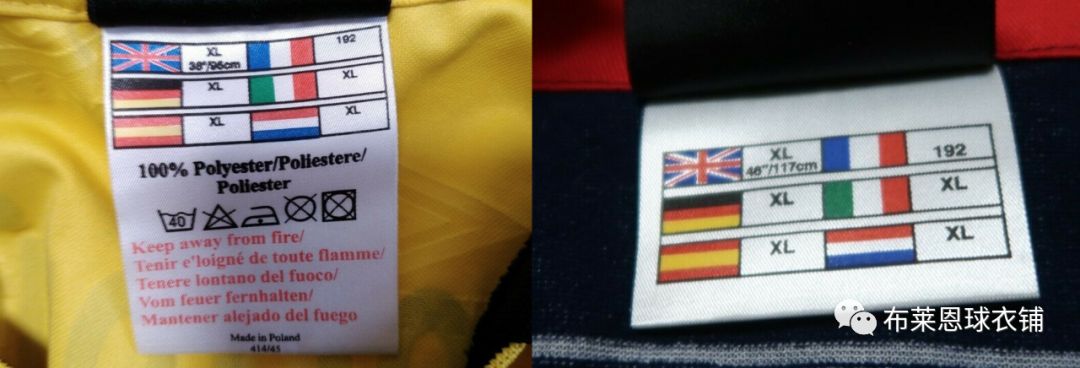 XL
38"/96cm
192
XL
XL
XL
XL
100% Polyester/Poliestere/
Poliester
40
Keep away from fire/
Tenir e'loigné de toute flamme/
Tenere lontano del fuoco/
Vom feuer fernhalten/
Mantener alejado del fuego
Made in Poland
414/45
XL
46"/117cm
192
XL
XL
XL
XL
布莱恩球衣铺